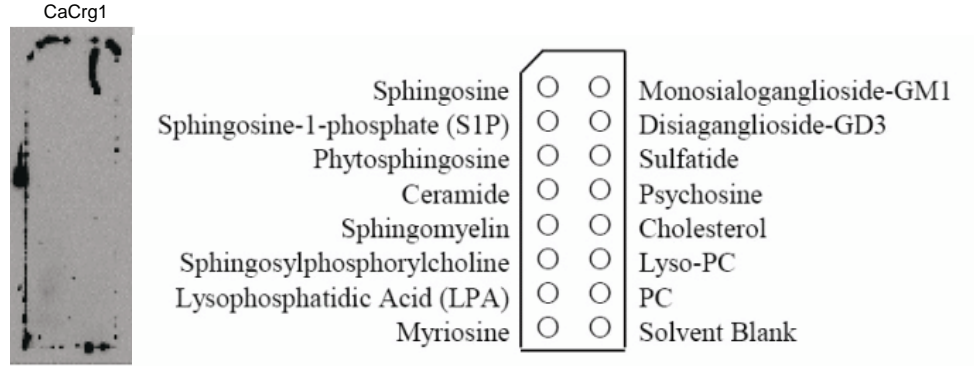 CaCrg1
Sphingosine
Monosialoganglioside-GM1
Sphingosine-1-phosphate (S1P)
Disiaganglioside-GD3
Phytosphingosine
Sulfatide
Ceramide
Psychosine
Sphingomyelin
Cholesterol
Sphingosylphosphorylcholine
Lyso-PC
Lysophosphatidic Acid (LPA)
PC
Myriosine
Solvent Blank